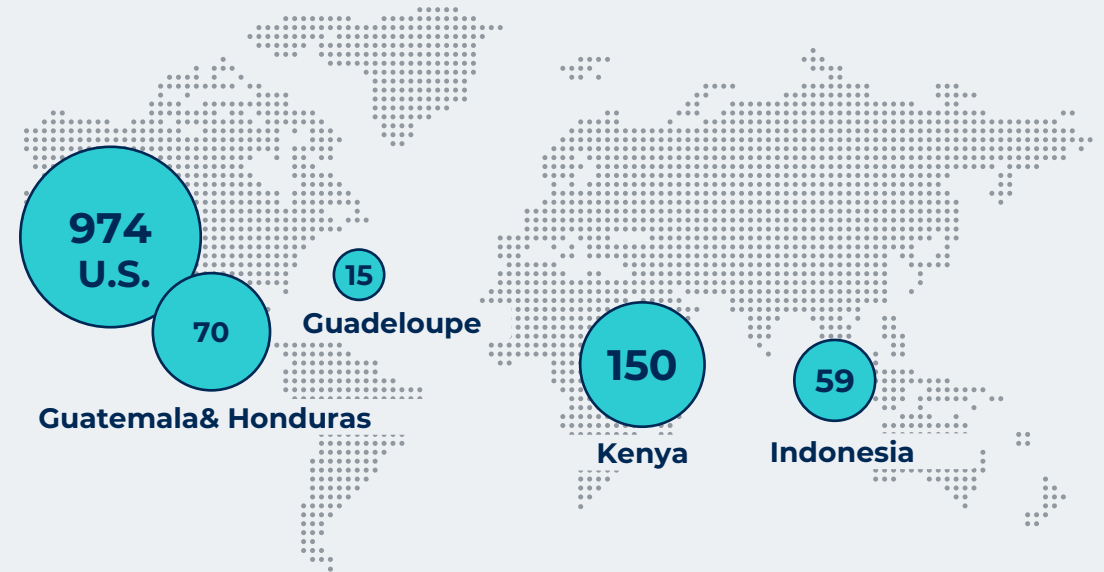 974
U.S.
70
Guatemala& Honduras
15
Guadeloupe
150
Kenya
59
Indonesia